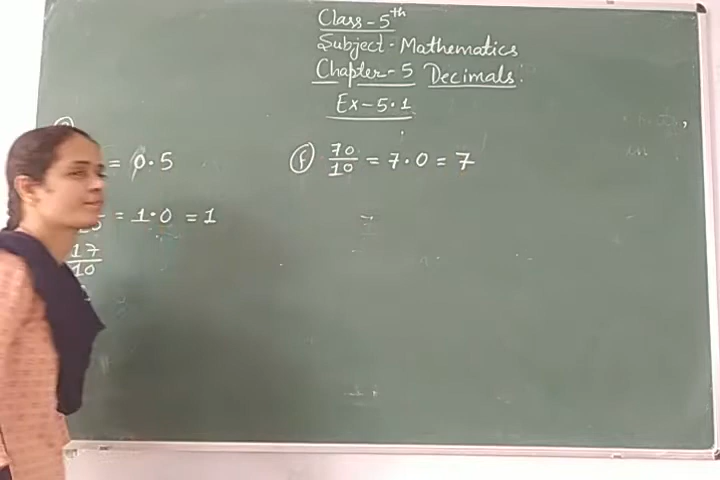 Class-5th
Subject-Mathematics
Chapter-5 Decimals:
Ex-5.1
= 0.5
(f) 70/10 = 7.0 = 7
= 1.0 = 1
17/10